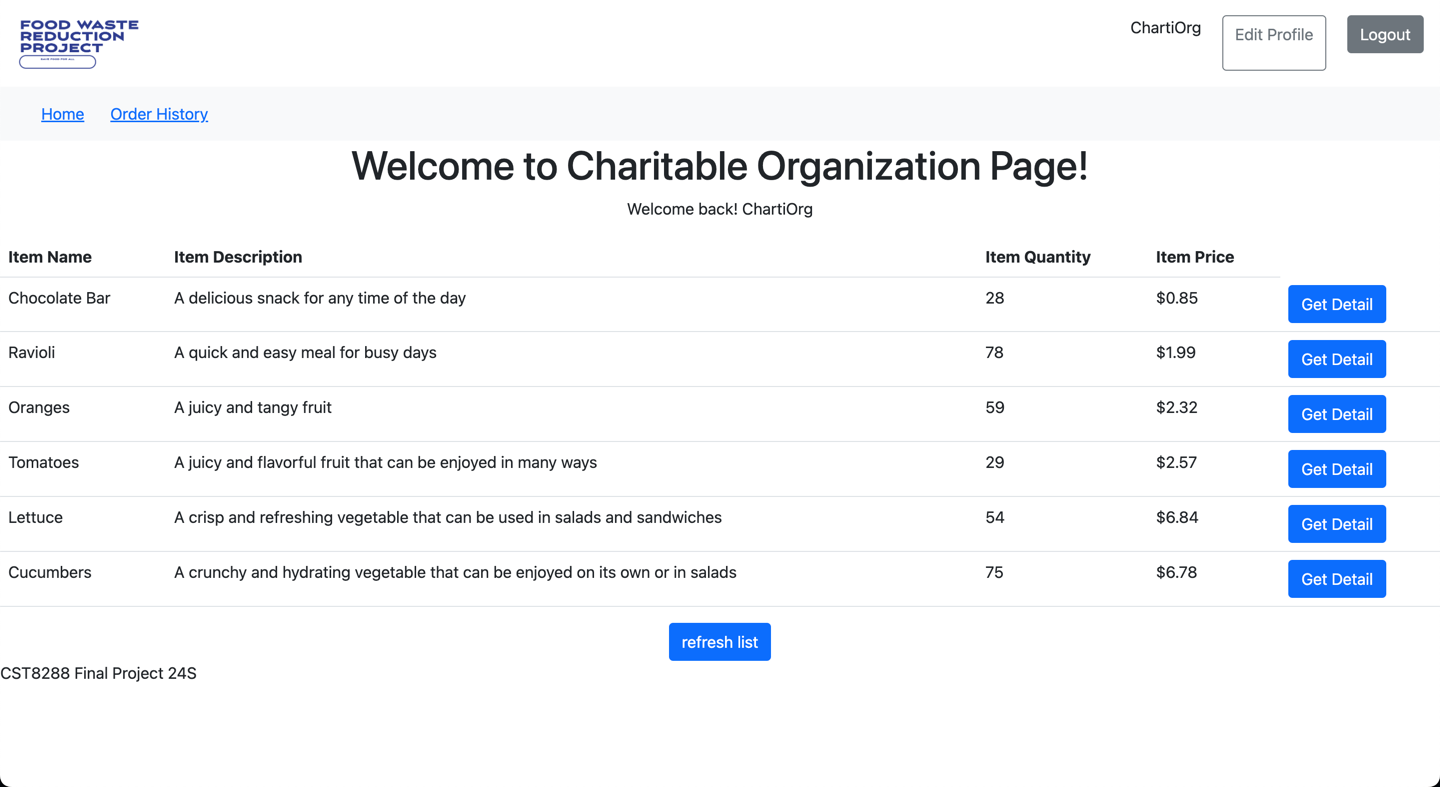 FOOD WASTE
REDUCTION
PROJECT
ChartiOrg
Edit Profile
Logout
Home
Order History
Welcome to Charitable Organization Page!
Welcome back! ChartiOrg
Item Name Item Description Item Quantity Item Price
Chocolate Bar A delicious snack for any time of the day 28 $0.85 Get Detail
Ravioli A quick and easy meal for busy days 78 $1.99 Get Detail
Oranges A juicy and tangy fruit 59 $2.32 Get Detail
Tomatoes A juicy and flavorful fruit that can be enjoyed in many ways 29 $2.57 Get Detail
Lettuce A crisp and refreshing vegetable that can be used in salads and sandwiches 54 $6.84 Get Detail
Cucumbers A crunchy and hydrating vegetable that can be enjoyed on its own or in salads 75 $6.78 Get Detail
refresh list
CST8288 Final Project 24S